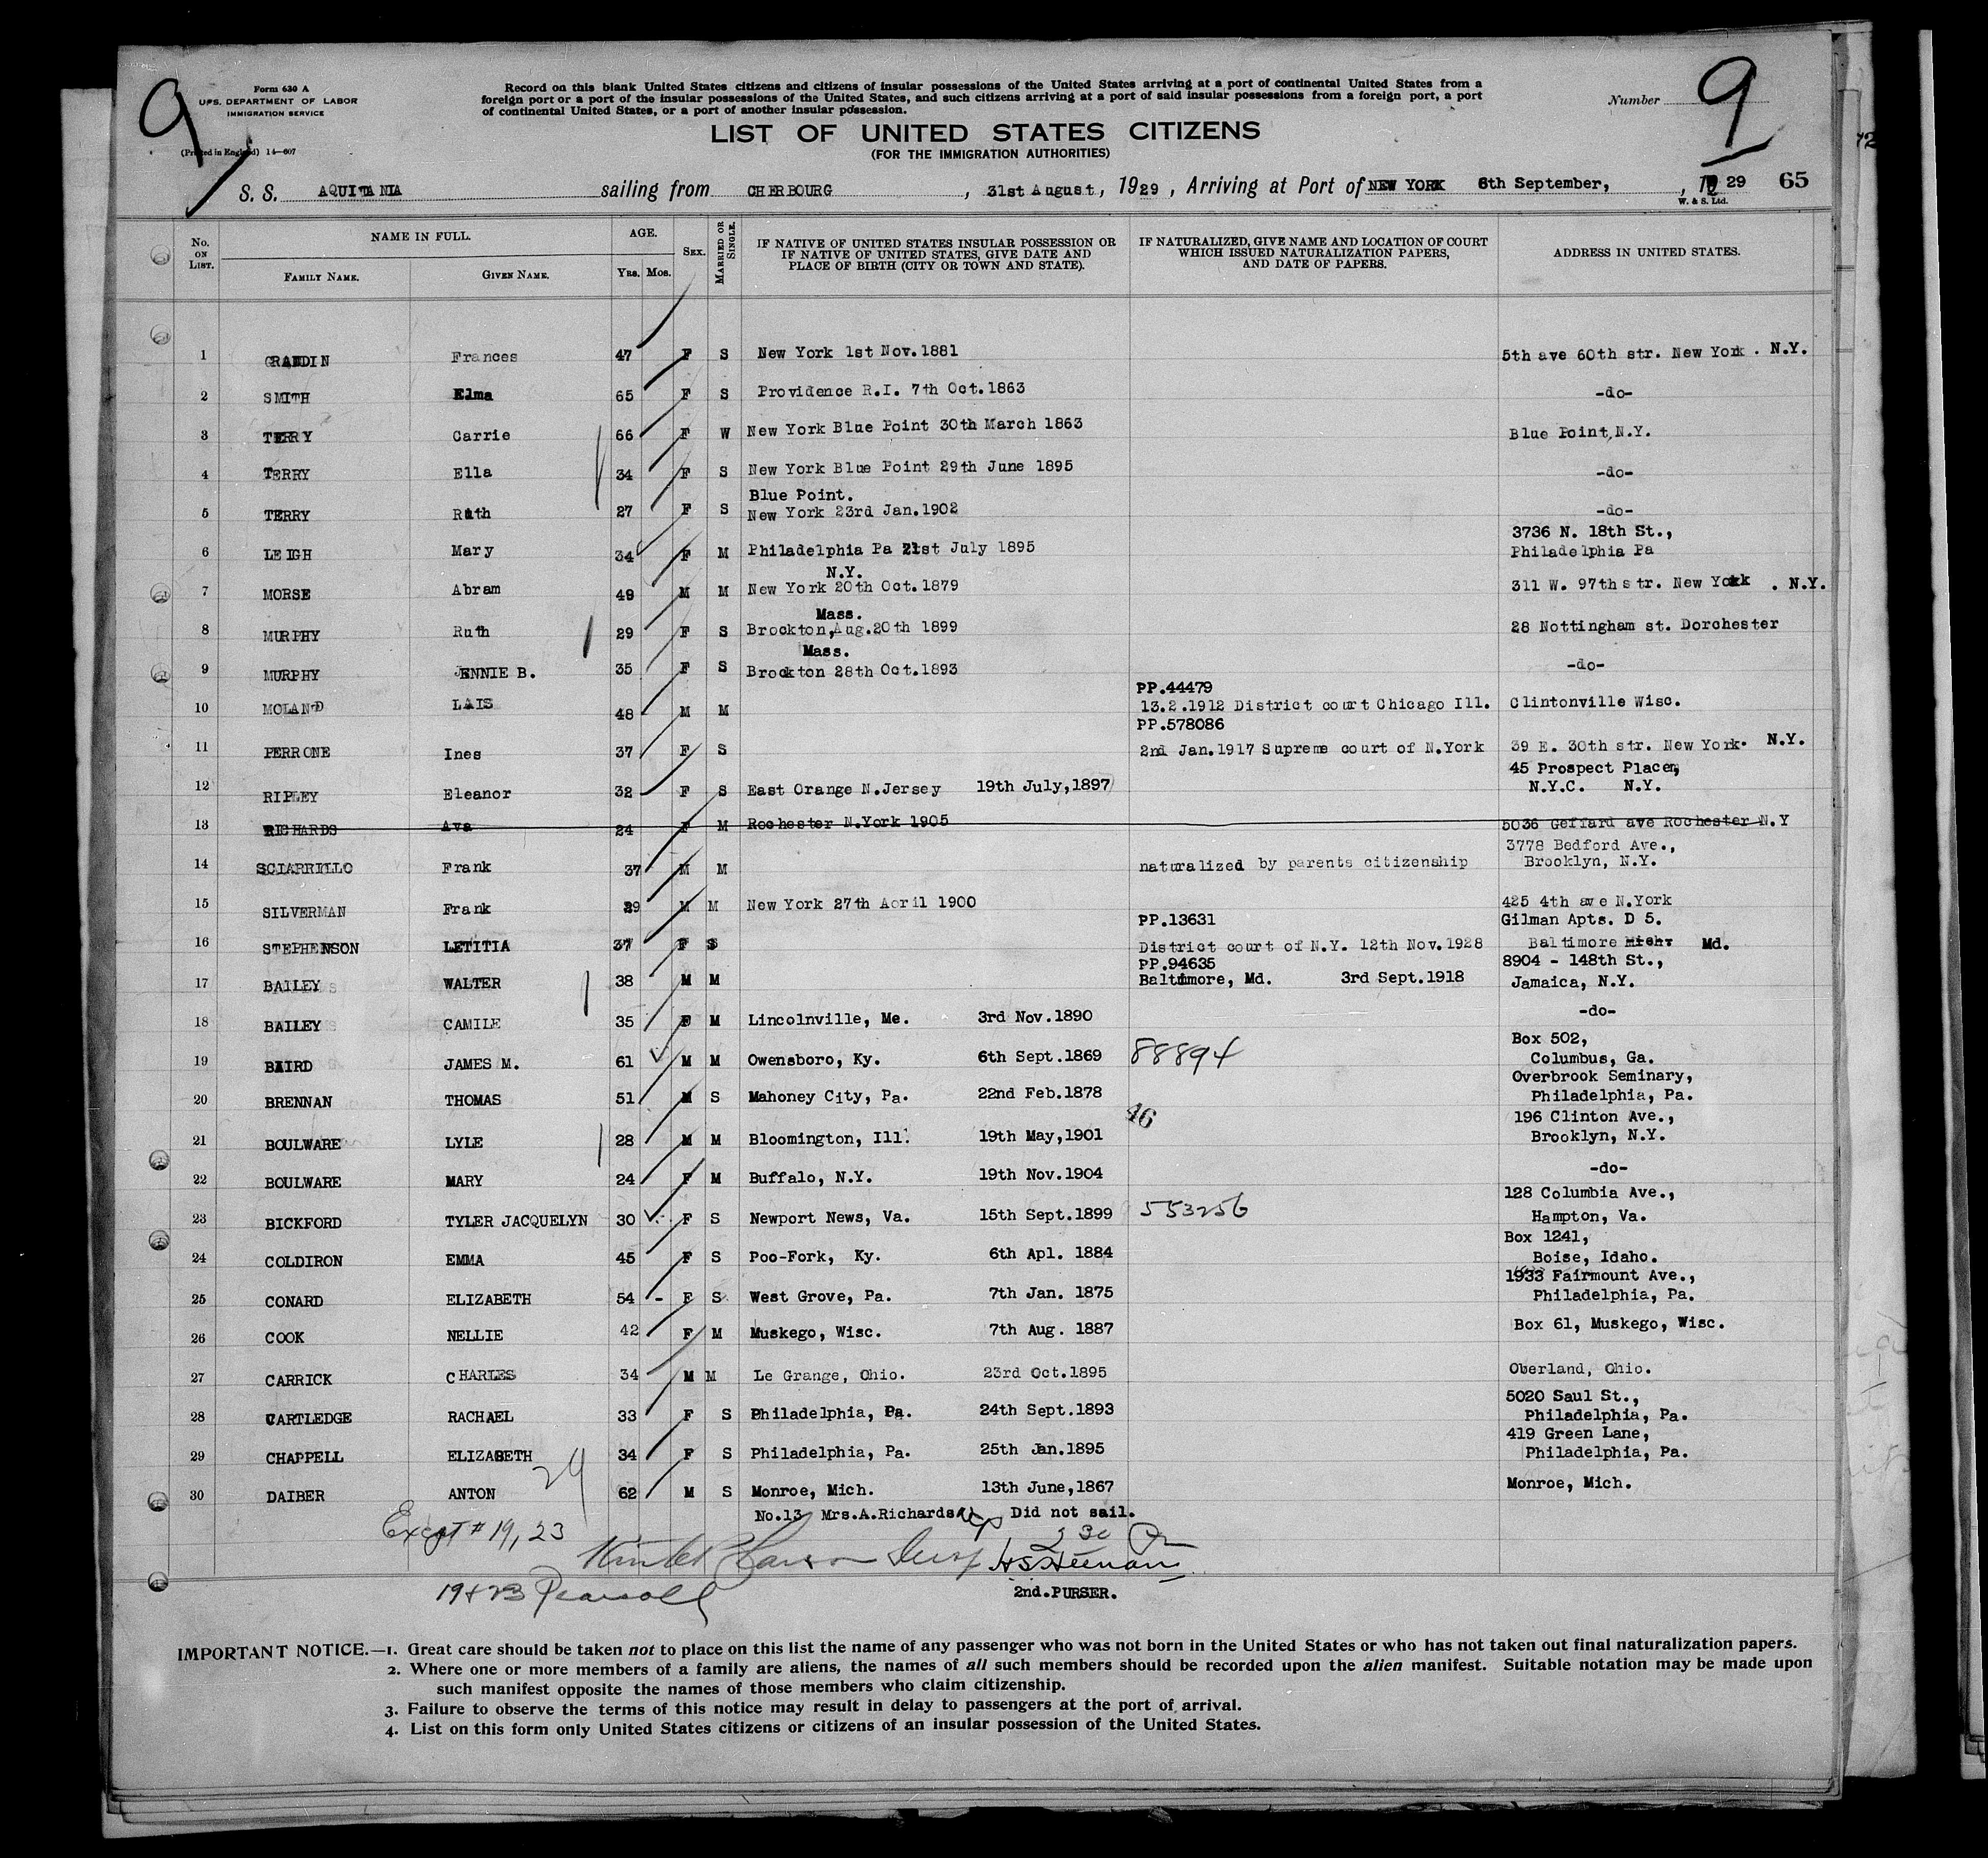 9
Form 630 A
U.S. DEPARTMENT OF LABOR
IMMIGRATION SERVICE
(Printed in England) 14—607
Record on this blank United States citizens and citizens of insular possessions of the United States arriving at a port of continental United States from a
foreign port or a port of the insular possessions of the United States, and such citizens arriving at a port of said insular possessions from a foreign port, a port
of continental United States, or a port of another insular possession.
Number 9
LIST OF UNITED STATES CITIZENS
(FOR THE IMMIGRATION AUTHORITIES)
S. S. AQUITANIA sailing from CHERBOURG, 31st August, 1929, Arriving at Port of NEW YORK 6th September, 29 65
W. & S. Ltd.
No. ON LIST. NAME IN FULL. FAMILY NAME. GIVEN NAME. AGE. YRS. MOS. SEX. MARRIED OR SINGLE. IF NATIVE OF UNITED STATES INSULAR POSSESSION OR IF NATIVE OF UNITED STATES, GIVE DATE AND PLACE OF BIRTH (CITY OR TOWN AND STATE). IF NATURALIZED, GIVE NAME AND LOCATION OF COURT WHICH ISSUED NATURALIZATION PAPERS, AND DATE OF PAPERS. ADDRESS IN UNITED STATES.
1 GRANDIN Frances 47 F S New York 1st Nov.1881 5th ave 60th str. New York . N.Y.
2 SMITH Elma 65 F S Providence R.I. 7th Oct.1863 -do-
3 TERRY Carrie 66 F W New York Blue Point 30th March 1863 Blue Point,N.Y.
4 TERRY Ella 34 F S New York Blue Point 29th June 1895 -do-
Blue Point.
5 TERRY Ruth 27 F S New York 23rd Jan.1902 -do-
3736 N. 18th St.,
6 LEIGH Mary 34 F M Philadelphia Pa 21st July 1895 Philadelphia Pa
N.Y.
7 MORSE Abram 49 M M New York 20th Oct.1879 311 W. 97th str. New York . N.Y.
Mass.
8 MURPHY Ruth 29 F S Brockton,Aug.20th 1899 28 Nottingham st. Dorchester
Mass.
9 MURPHY JENNIE B. 35 F S Brockton 28th Oct.1893 -do-
PP.44479
10 MOLAND LAIS 48 M M 13.2.1912 District court Chicago Ill. Clintonville Wisc.
PP.578086
11 PERRONE Ines 37 F S 2nd Jan.1917 Supreme court of N.York 39 E. 30th str. New York. N.Y.
45 Prospect Place,
12 RIPLEY Eleanor 32 F S East Orange N.Jersey 19th July,1897 N.Y.C. N.Y.
13 RICHARDS Ava 24 F M Rochester N.York 1905 5036 Geffard ave Rochester N.Y
3778 Bedford Ave.,
14 SCIARRILLO Frank 37 M M naturalized by parents citizenship Brooklyn, N.Y.
15 SILVERMAN Frank 29 M M New York 27th April 1900 425 4th ave N.York
PP.13631 Gilman Apts. D 5.
16 STEPHENSON LETITIA 37 F S District court of N.Y. 12th Nov.1928 Baltimore Md.
PP.94635 8904 - 148th St.,
17 BAILEY WALTER 38 M M Baltimore, Md. 3rd Sept.1918 Jamaica, N.Y.
18 BAILEY CAMILE 35 F M Lincolnville, Me. 3rd Nov.1890 -do-
Box 502,
19 BAIRD JAMES M. 61 M M Owensboro, Ky. 6th Sept.1869 88894 Columbus, Ga.
Overbrook Seminary,
20 BRENNAN THOMAS 51 M S Mahoney City, Pa. 22nd Feb.1878 Philadelphia, Pa.
46 196 Clinton Ave.,
21 BOULWARE LYLE 28 M M Bloomington, Ill. 19th May,1901 Brooklyn, N.Y.
22 BOULWARE MARY 24 F M Buffalo, N.Y. 19th Nov.1904 -do-
128 Columbia Ave.,
23 BICKFORD TYLER JACQUELYN 30 F S Newport News, Va. 15th Sept.1899 553256 Hampton, Va.
Box 1241,
24 COLDIRON EMMA 45 F S Poo-Fork, Ky. 6th Apl. 1884 Boise, Idaho.
1933 Fairmount Ave.,
25 CONARD ELIZABETH 54 - F S West Grove, Pa. 7th Jan. 1875 Philadelphia, Pa.
26 COOK NELLIE 42 F M Muskego, Wisc. 7th Aug. 1887 Box 61, Muskego, Wisc.
27 CARRICK CHARLES 34 M M Le Grange, Ohio. 23rd Oct.1895 Oberland, Ohio.
5020 Saul St.,
28 CARTLEDGE RACHAEL 33 F S Philadelphia, Pa. 24th Sept.1893 Philadelphia, Pa.
419 Green Lane,
29 CHAPPELL ELIZABETH 34 F S Philadelphia, Pa. 25th Jan.1895 Philadelphia, Pa.
29
30 DAIBER ANTON 62 M S Monroe, Mich. 13th June,1867 Monroe, Mich.
No.13 Mrs.A.Richards Did not sail.
Except # 19, 23
2 30
19 & 23 Pearsall
2nd.PURSER.
IMPORTANT NOTICE.—1. Great care should be taken not to place on this list the name of any passenger who was not born in the United States or who has not taken out final naturalization papers.
2. Where one or more members of a family are aliens, the names of all such members should be recorded upon the alien manifest. Suitable notation may be made upon
such manifest opposite the names of those members who claim citizenship.
3. Failure to observe the terms of this notice may result in delay to passengers at the port of arrival.
4. List on this form only United States citizens or citizens of an insular possession of the United States.